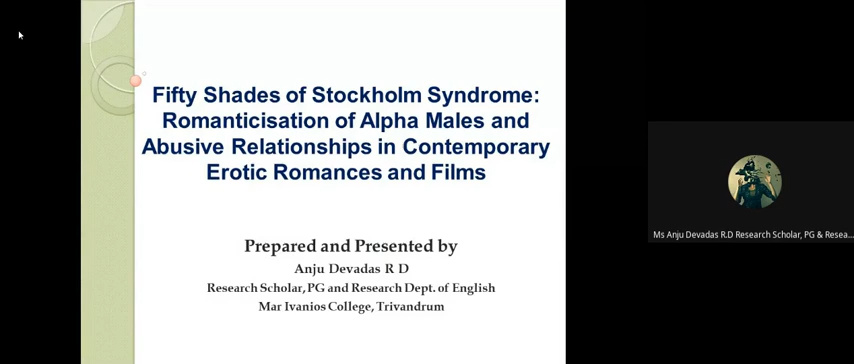 Fifty Shades of Stockholm Syndrome:
Romanticisation of Alpha Males and
Abusive Relationships in Contemporary
Erotic Romances and Films
Prepared and Presented by
Anju Devadas R D
Research Scholar, PG and Research Dept. of English
Mar Ivanios College, Trivandrum
Ms Anju Devadas R.D Research Scholar, PG & Resea...